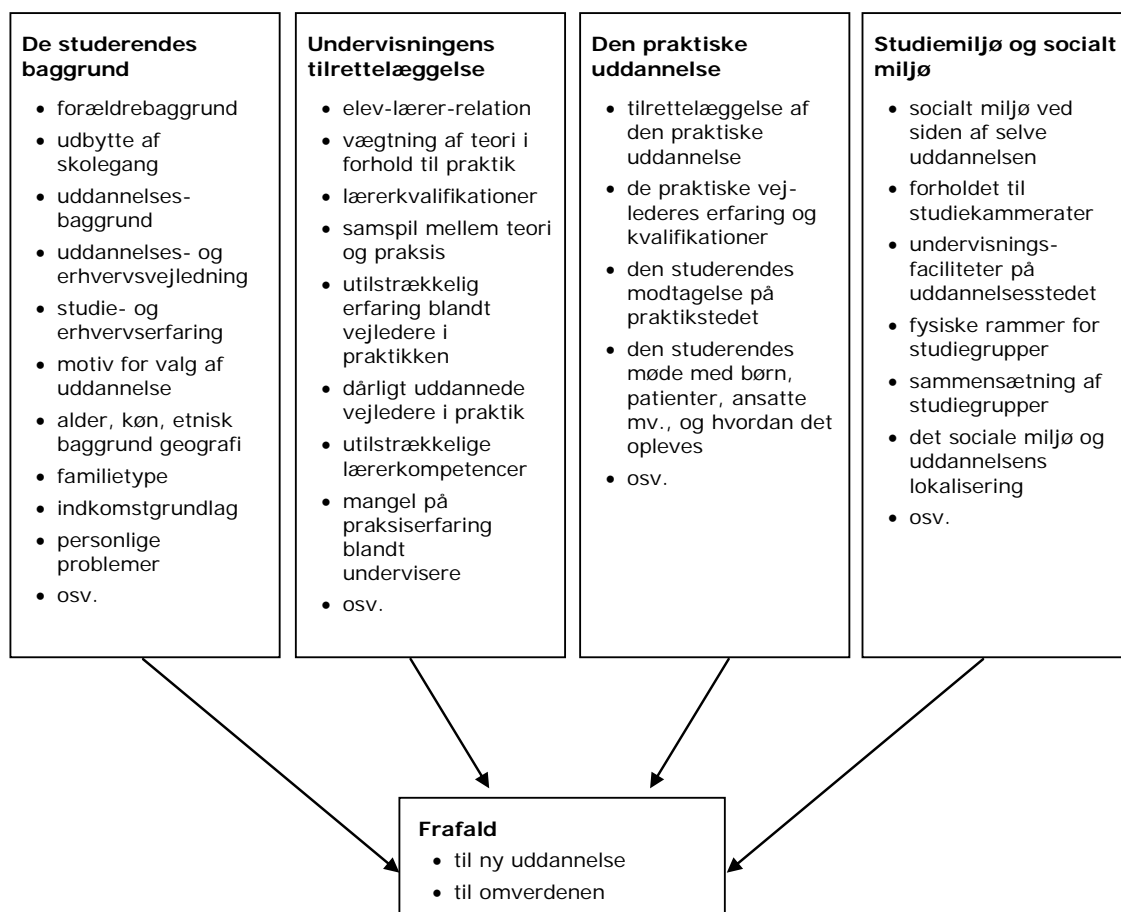 De studerendes
baggrund
• forældrebaggrund
• udbytte af
skolegang
• uddannelses-
baggrund
• uddannelses- og
erhvervsvejledning
• studie- og
erhvervserfaring
• motiv for valg af
uddannelse
• alder, køn, etnisk
baggrund geografi
• familietype
• indkomstgrundlag
• personlige
problemer
• osv.
Undervisningens
tilrettelæggelse
• elev-lærer-relation
• vægtning af teori i
forhold til praktik
• lærerkvalifikationer
• samspil mellem teori
og praksis
• utilstrækkelig
erfaring blandt
vejledere i
praktikken
• dårligt uddannede
vejledere i praktik
• utilstrækkelige
lærerkompetencer
• mangel på
praksiserfaring
blandt
undervisere
• osv.
Den praktiske
uddannelse
• tilrettelæggelse af
den praktiske
uddannelse
• de praktiske vej-
lederes erfaring og
kvalifikationer
• den studerendes
modtagelse på
praktikstedet
• den studerendes
møde med børn,
patienter, ansatte
mv., og hvordan det
opleves
• osv.
Studiemiljø og socialt
miljø
• socialt miljø ved
siden af selve
uddannelsen
• forholdet til
studiekammerater
• undervisnings-
faciliteter på
uddannelsesstedet
• fysiske rammer for
studiegrupper
• sammensætning af
studiegrupper
• det sociale miljø og
uddannelsens
lokalisering
• osv.
Frafald
• til ny uddannelse
• til omverdenen